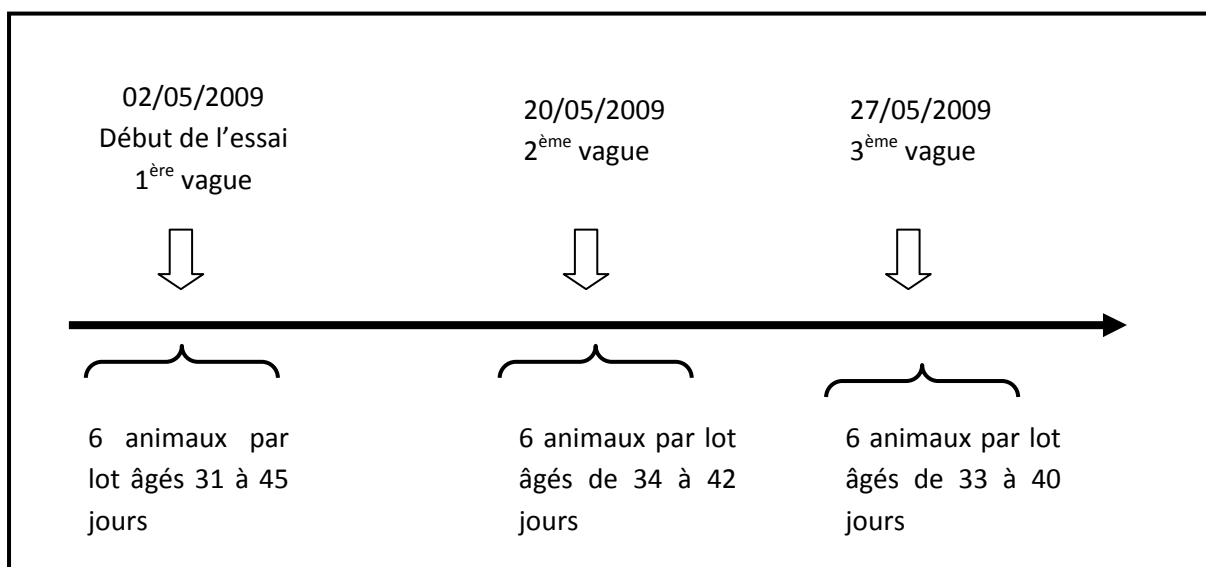 02/05/2009
Début de l'essai
1ère vague
20/05/2009
2ème vague
27/05/2009
3ème vague
6 animaux par
lot âgés 31 à 45
jours
6 animaux par lot
âgés de 34 à 42
jours
6 animaux par lot
âgés de 33 à 40
jours